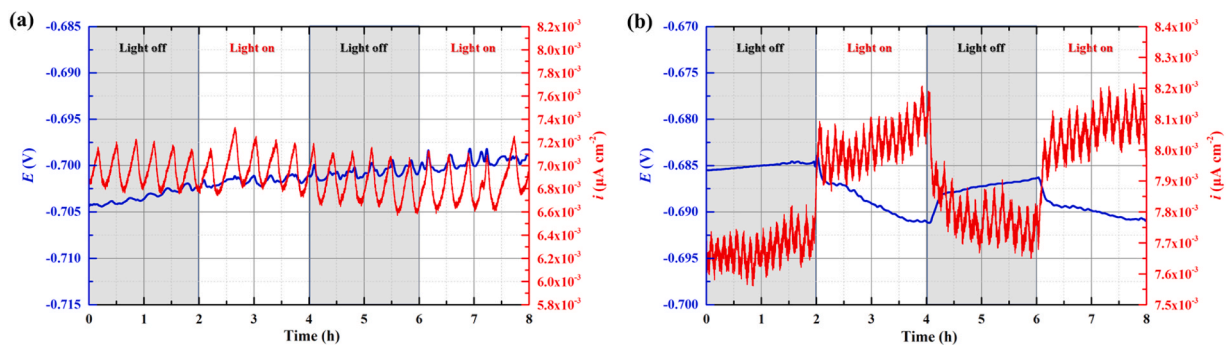 (a)
-0.685
-0.690
-0.695
-0.700
-0.705
-0.710
-0.715
E (V)
Light off
Light on
Light off
Light on
8.2x10⁻³
8.0x10⁻³
7.8x10⁻³
7.6x10⁻³
7.4x10⁻³
7.2x10⁻³
7.0x10⁻³
6.8x10⁻³
6.6x10⁻³
6.4x10⁻³
6.2x10⁻³
6.0x10⁻³
5.8x10⁻³
i (μA cm⁻²)
0 1 2 3 4 5 6 7 8
Time (h)
(b)
-0.670
-0.675
-0.680
-0.685
-0.690
-0.695
-0.700
E (V)
Light off
Light on
Light off
Light on
8.4x10⁻³
8.3x10⁻³
8.2x10⁻³
8.1x10⁻³
8.0x10⁻³
7.9x10⁻³
7.8x10⁻³
7.7x10⁻³
7.6x10⁻³
7.5x10⁻³
i (μA cm⁻²)
0 1 2 3 4 5 6 7 8
Time (h)